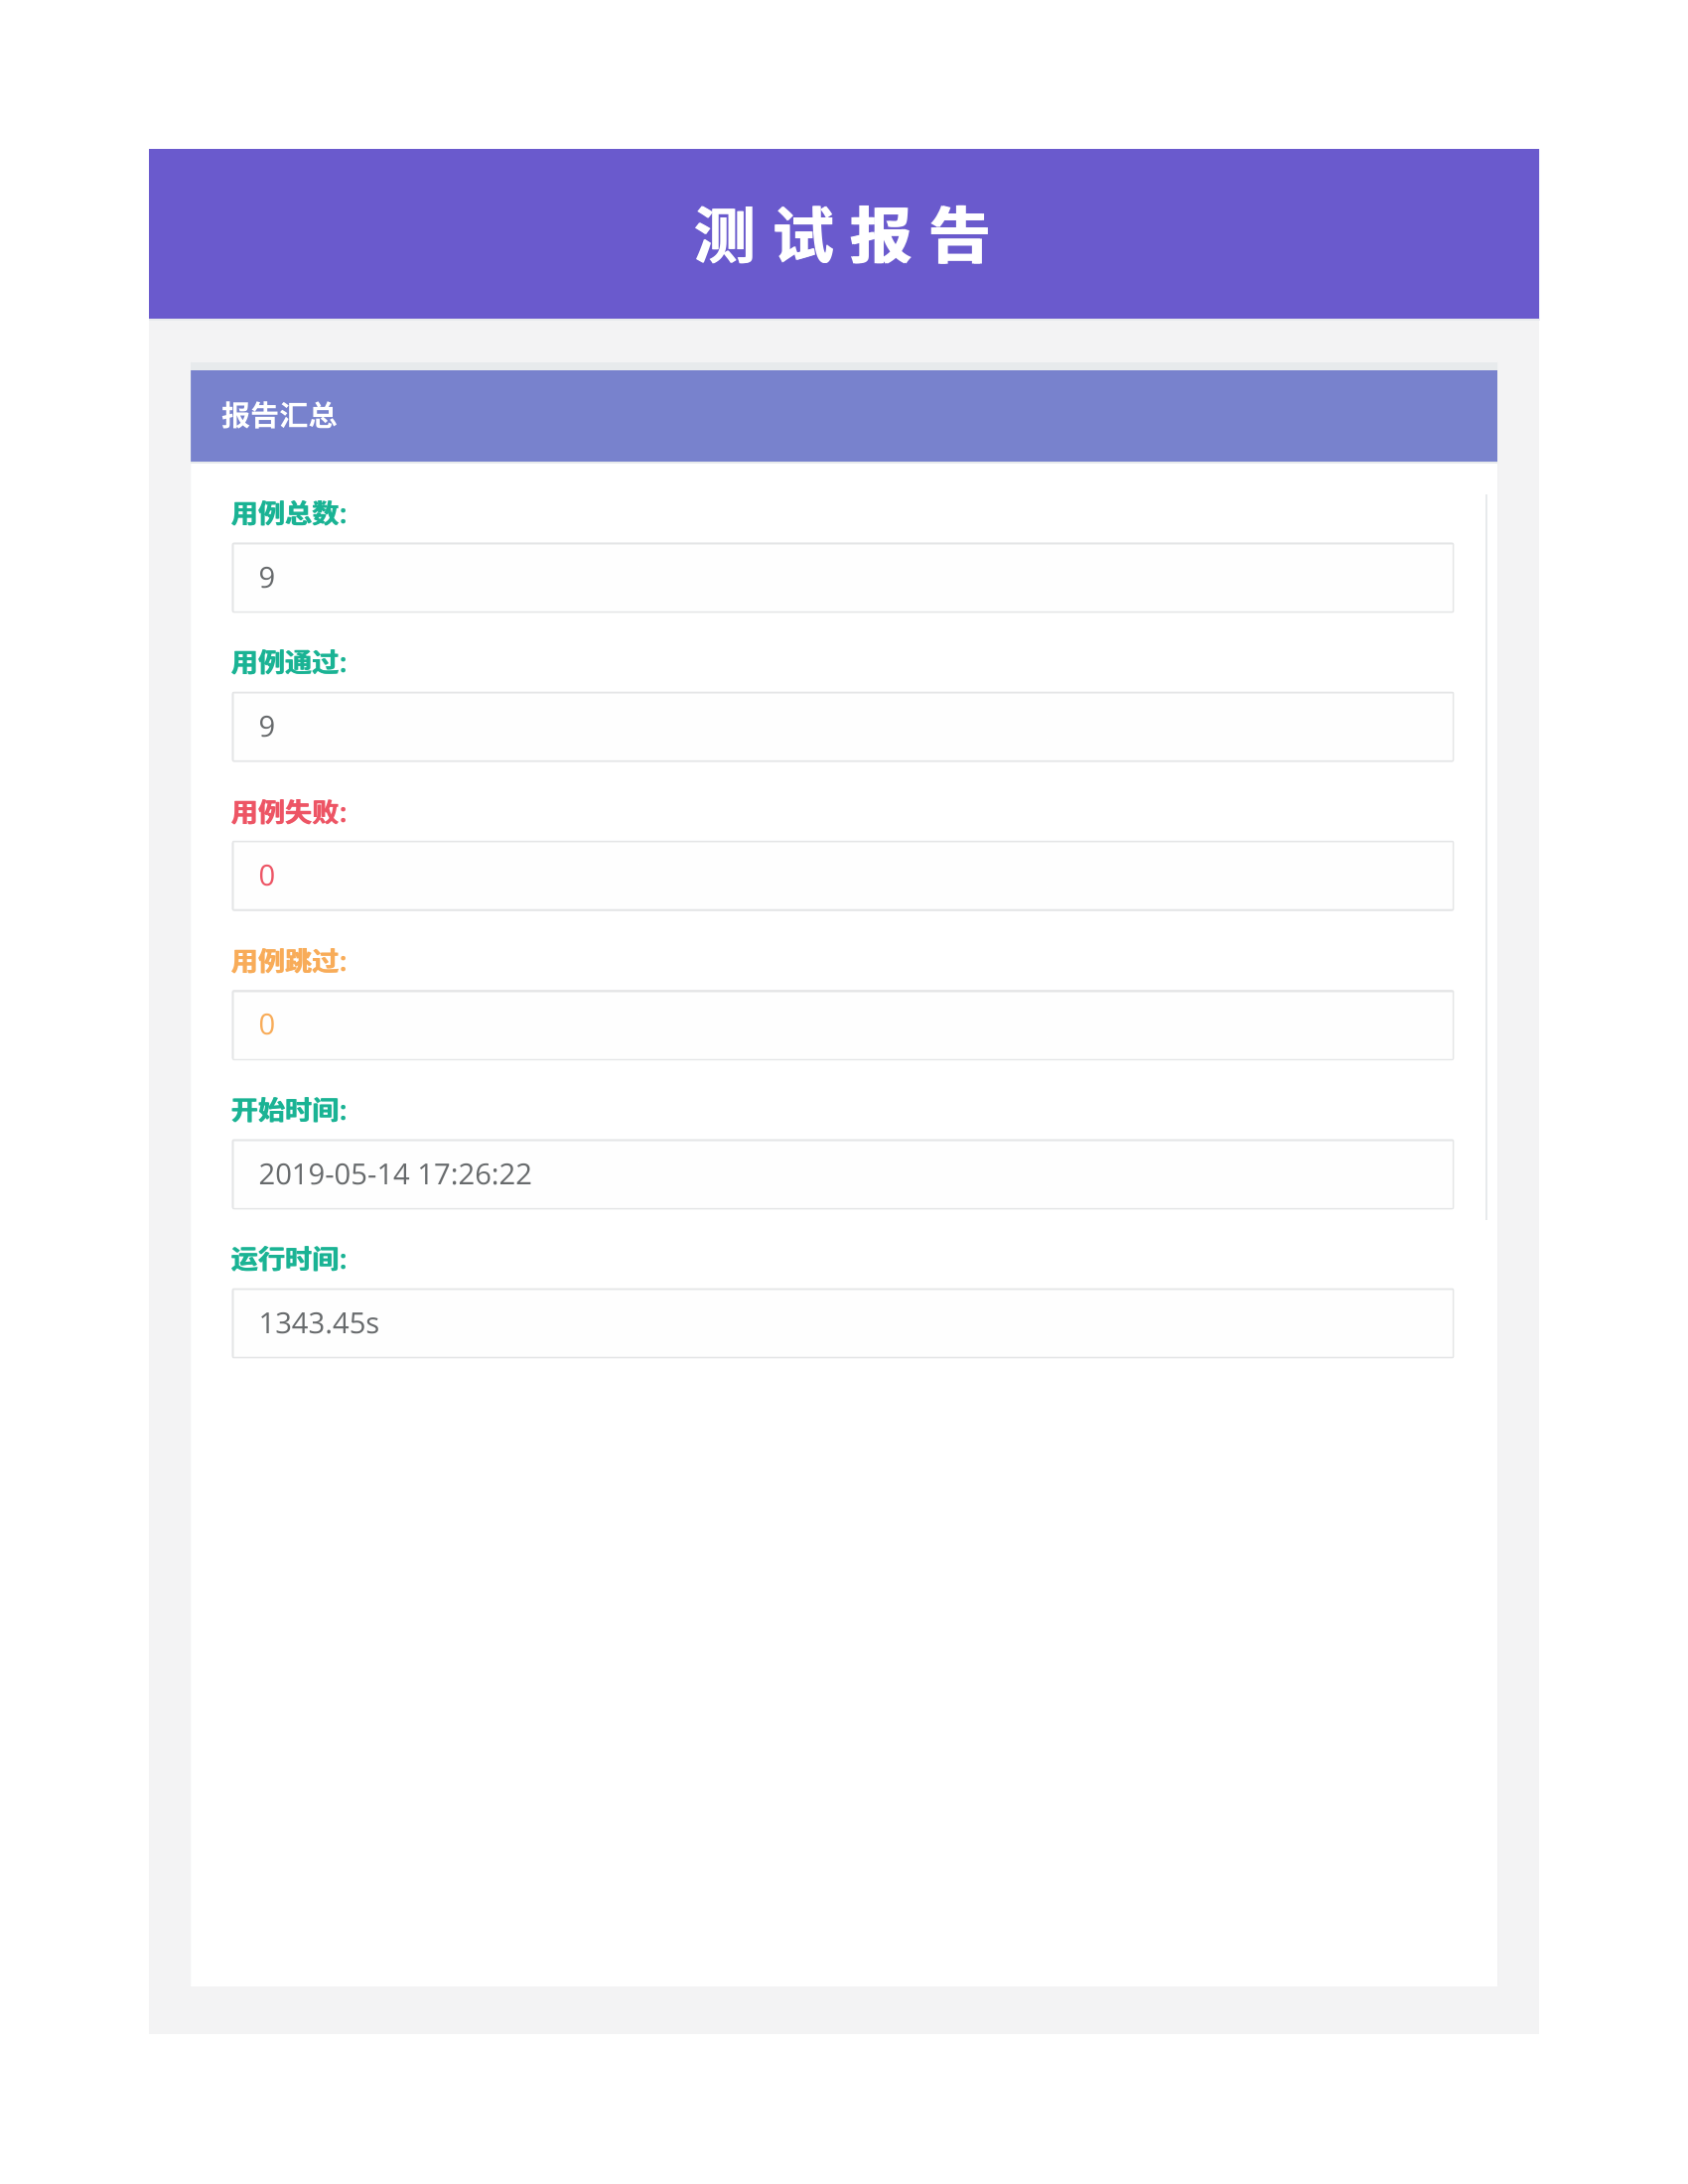 测 试 报 告
报告汇总
用例总数:
9
用例通过:
9
用例失败:
0
用例跳过:
0
开始时间:
2019-05-14 17:26:22
运行时间:
1343.45s